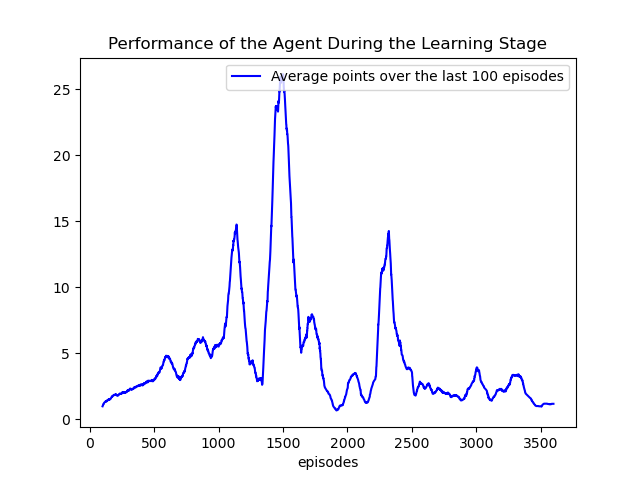 Performance of the Agent During the Learning Stage
Average points over the last 100 episodes
25
20
15
10
5
0
0 500 1000 1500 2000 2500 3000 3500
episodes